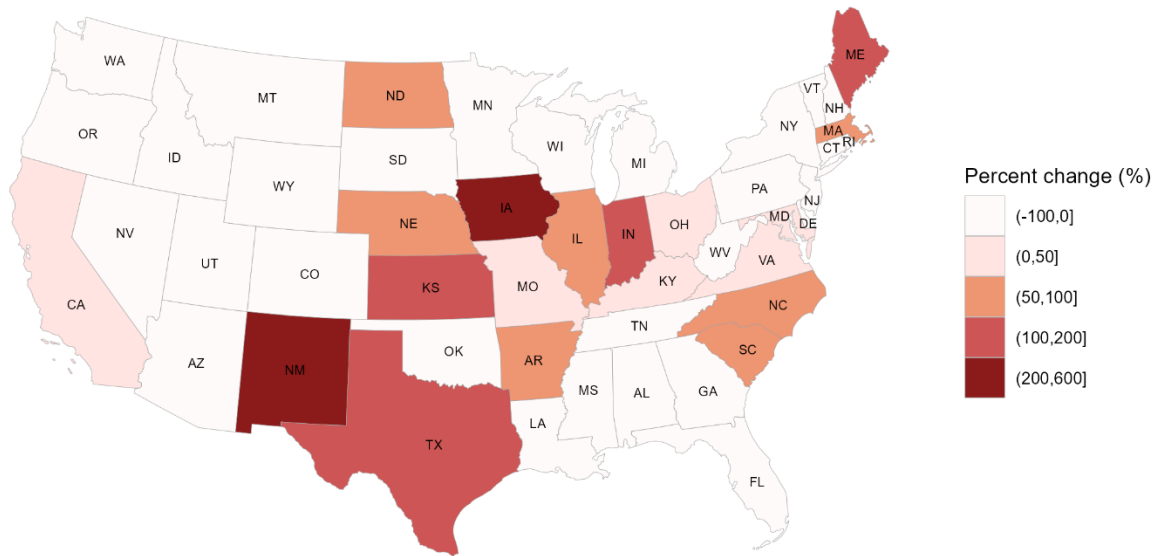 WA
MT
ND
MN
ME
VT
NH
OR
ID
WY
SD
WI
MI
NY
MA
CT
RI
NV
UT
CO
NE
IA
IL
IN
OH
PA
NJ
MD
DE
WV
VA
CA
KS
MO
KY
AZ
NM
OK
AR
TN
NC
SC
TX
LA
MS
AL
GA
FL
Percent change (%)
(-100,0]
(0,50]
(50,100]
(100,200]
(200,600]